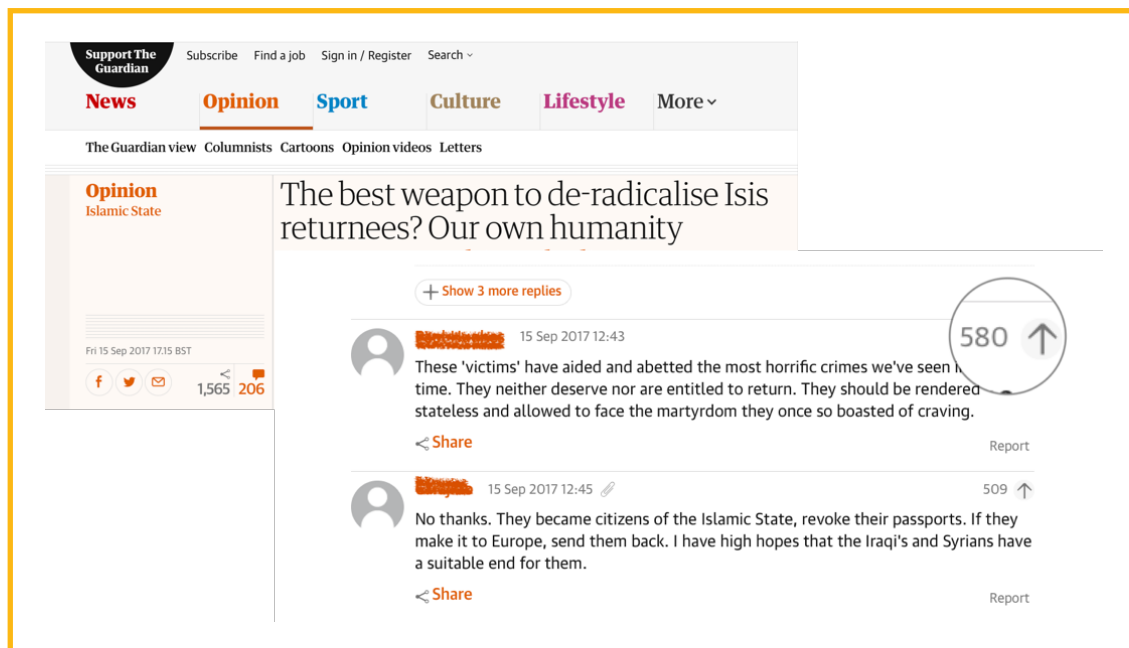 Support The
Guardian
Subscribe Find a job Sign in / Register Search
News Opinion Sport Culture Lifestyle More
The Guardian view Columnists Cartoons Opinion videos Letters
Opinion
Islamic State
The best weapon to de-radicalise Isis
returnees? Our own humanity
Fri 15 Sep 2017 17.15 BST
1,565 206
+ Show 3 more replies
15 Sep 2017 12:43
580
These 'victims' have aided and abetted the most horrific crimes we've seen
time. They neither deserve nor are entitled to return. They should be rendered
stateless and allowed to face the martyrdom they once so boasted of craving.
Share
Report
15 Sep 2017 12:45
509
No thanks. They became citizens of the Islamic State, revoke their passports. If they
make it to Europe, send them back. I have high hopes that the Iraqi's and Syrians have
a suitable end for them.
Share
Report